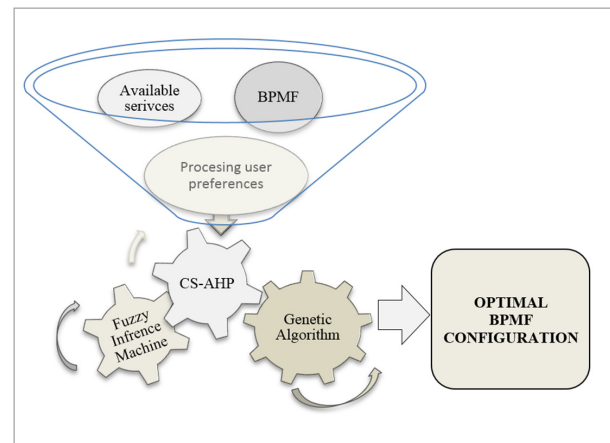 Available
serivces
BPMF
Procesing user
preferences
CS-AHP
Fuzzy
Infrence
Machine
Genetic
Algorithm
OPTIMAL
BPMF
CONFIGURATION